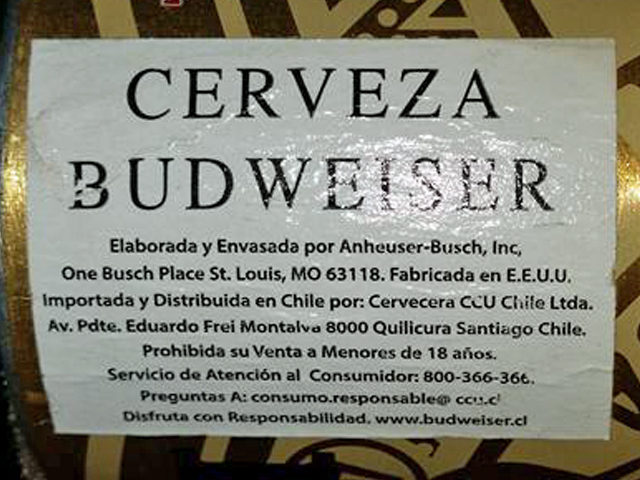 CERVEZA
BUDWEISER
Elaborada y Envasada por Anheuser-Busch, Inc,
One Busch Place St. Louis, MO 63118. Fabricada en E.E.U.U.
Importada y Distribuida en Chile por: Cervecera CCU Chile Ltda.
Av. Pdte. Eduardo Frei Montalva 8000 Quilicura Santiago Chile.
Prohibida su Venta a Menores de 18 años.
Servicio de Atención al Consumidor: 800-366-366.
Preguntas A: consumo.responsable@ ccu.cl
Disfruta con Responsabilidad. www.budweiser.cl